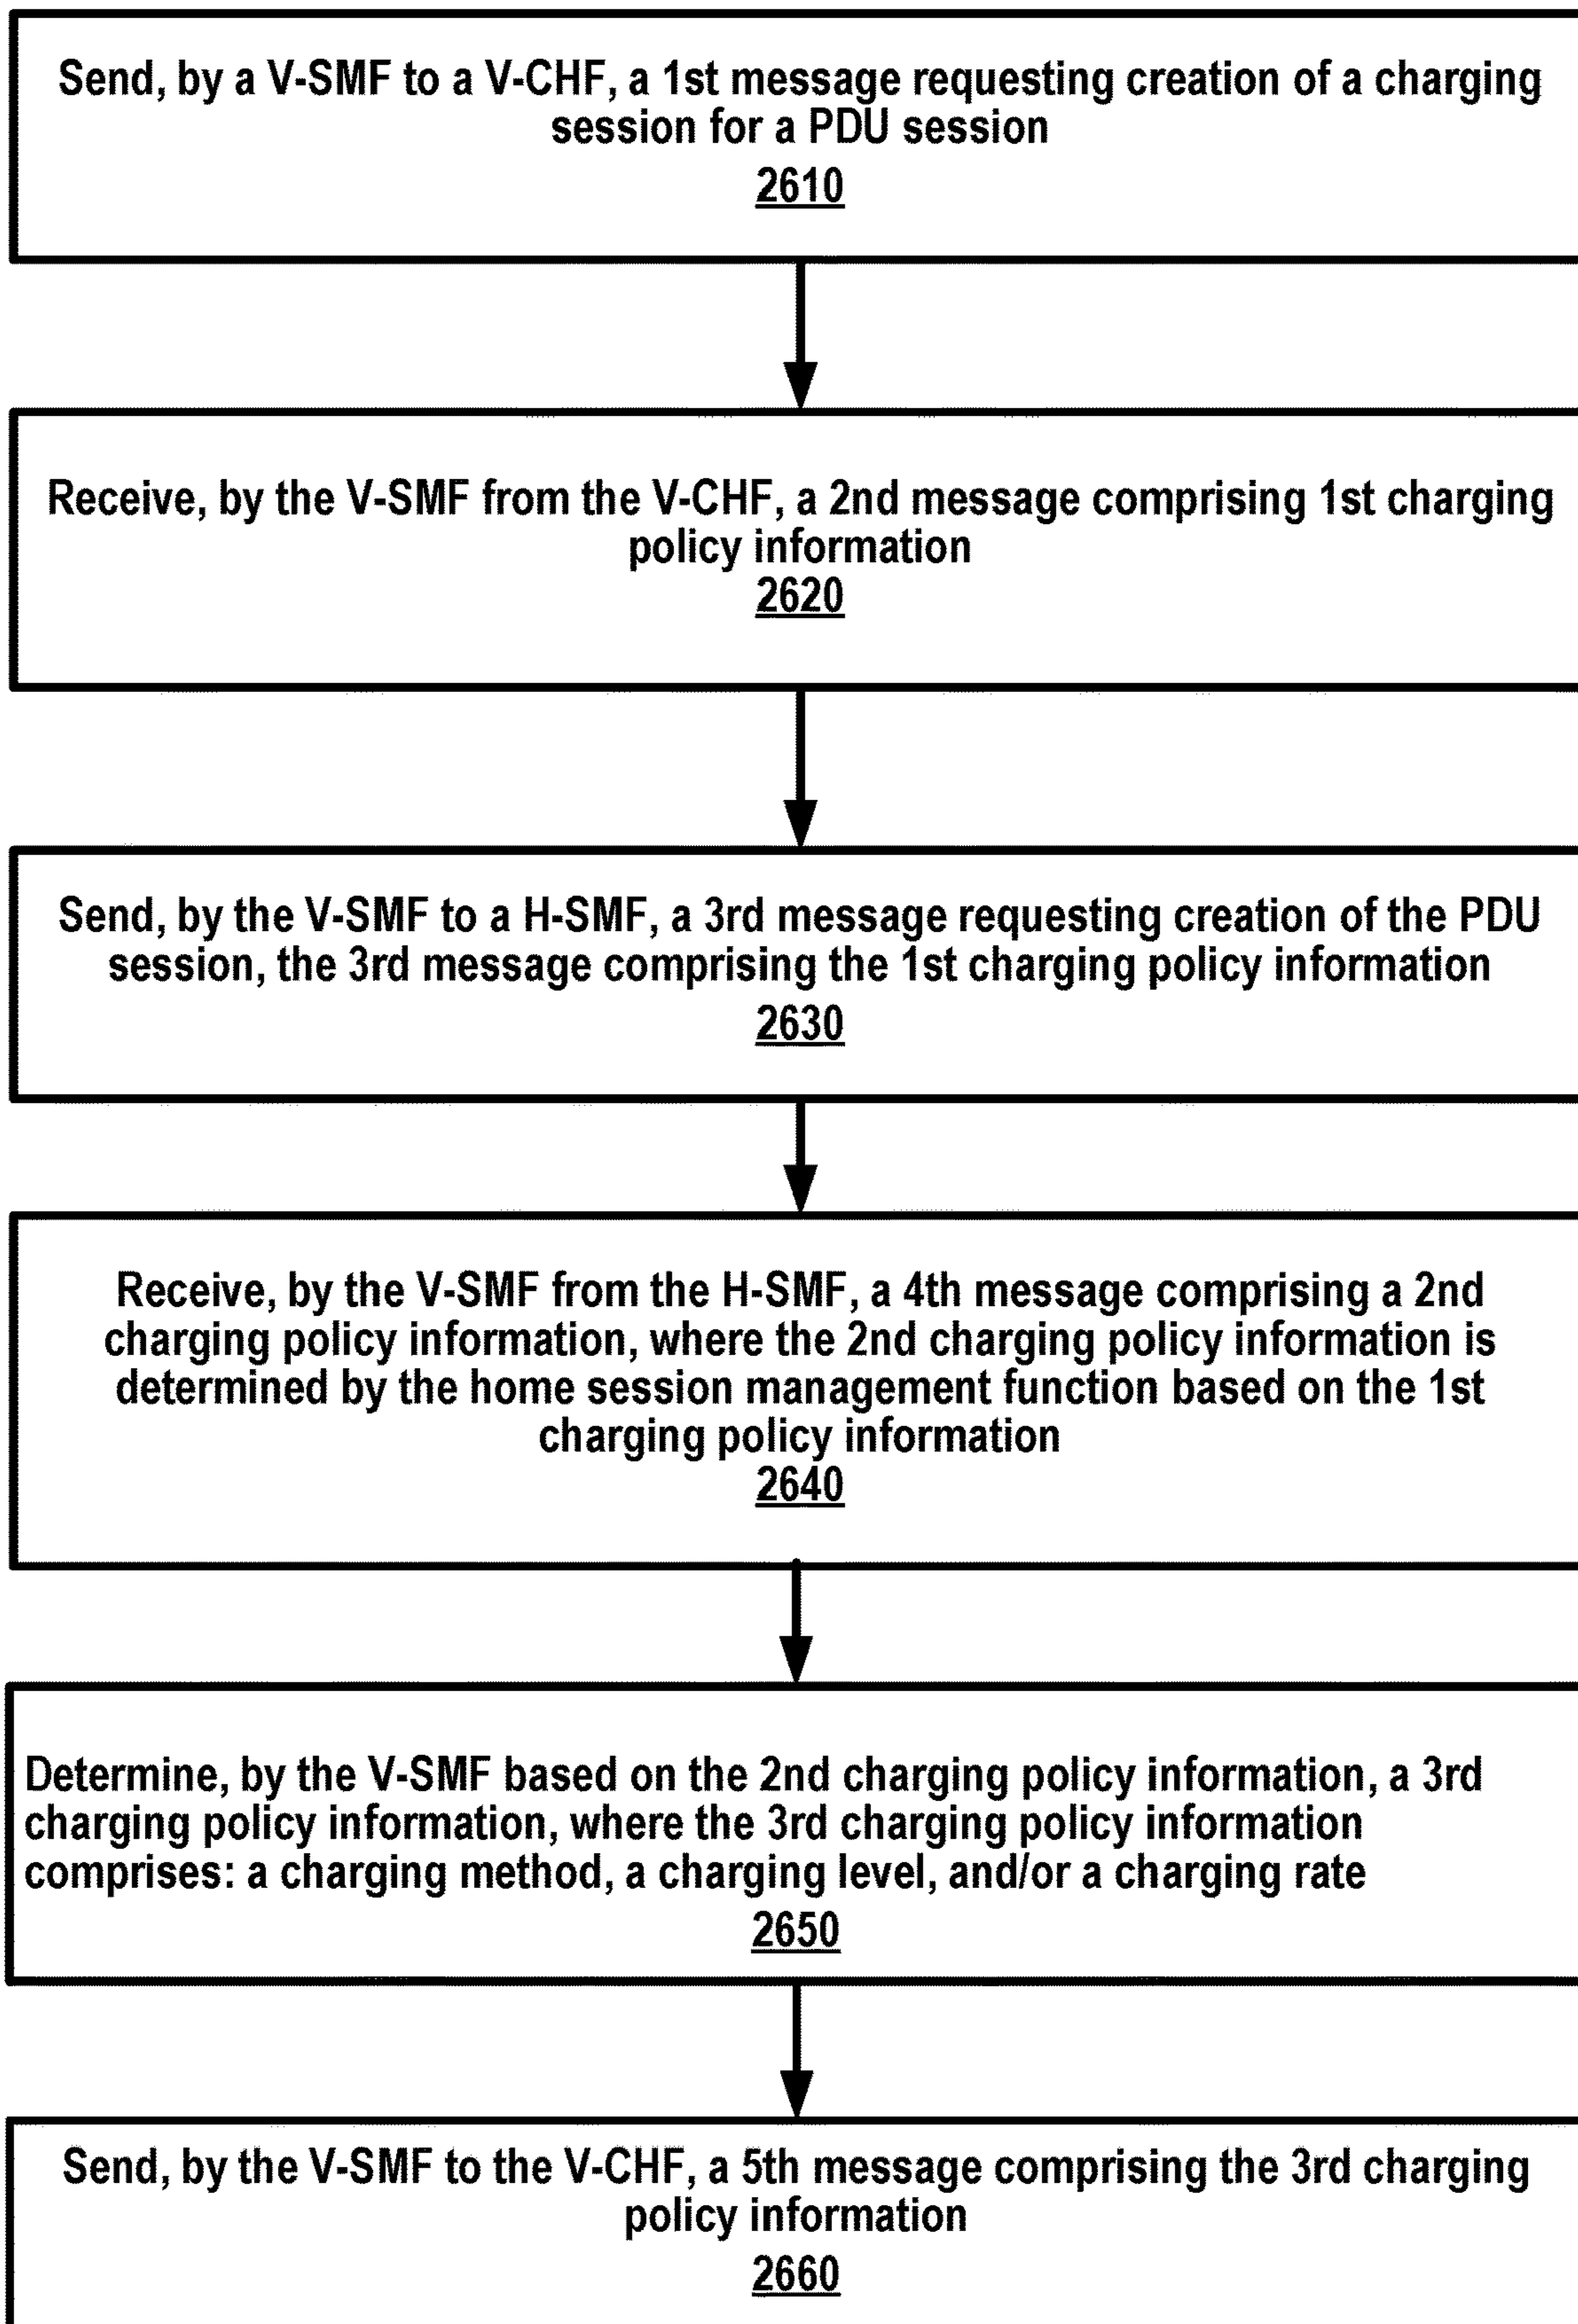 Send, by a V-SMF to a V-CHF, a 1st message requesting creation of a charging
session for a PDU session
2610
Receive, by the V-SMF from the V-CHF, a 2nd message comprising 1st charging
policy information
2620
Send, by the V-SMF to a H-SMF, a 3rd message requesting creation of the PDU
session, the 3rd message comprising the 1st charging policy information
2630
Receive, by the V-SMF from the H-SMF, a 4th message comprising a 2nd
charging policy information, where the 2nd charging policy information is
determined by the home session management function based on the 1st
charging policy information
2640
Determine, by the V-SMF based on the 2nd charging policy information, a 3rd
charging policy information, where the 3rd charging policy information
comprises: a charging method, a charging level, and/or a charging rate
2650
Send, by the V-SMF to the V-CHF, a 5th message comprising the 3rd charging
policy information
2660